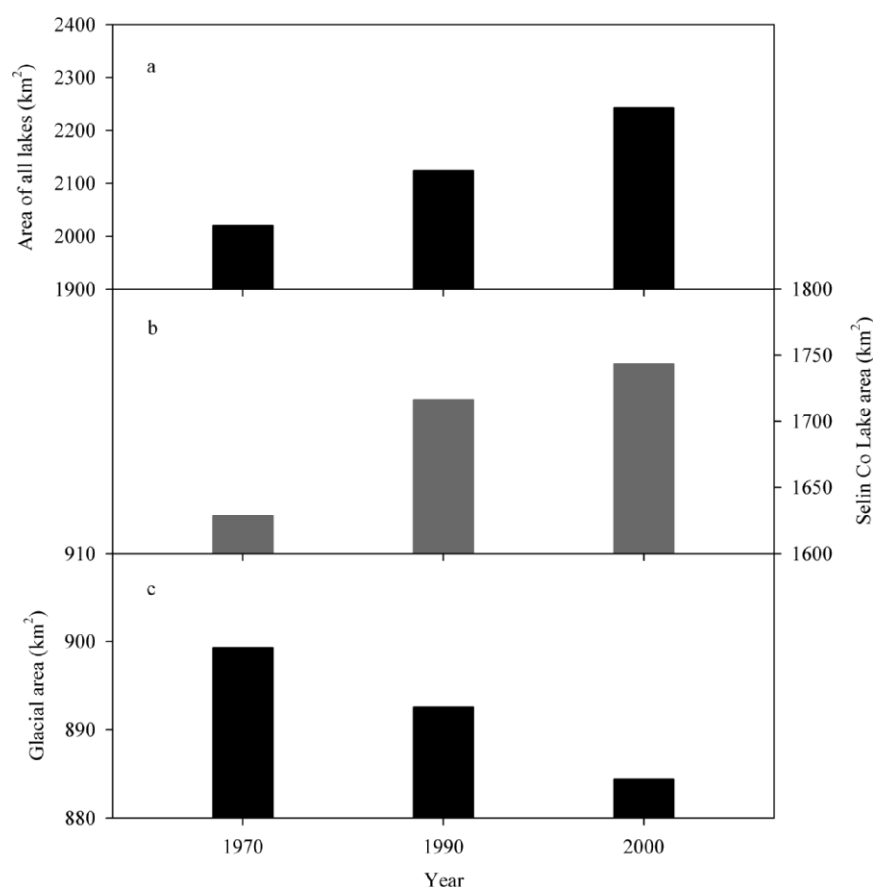 Area of all lakes (km²)
2400
2300
2200
2100
2000
1900
a
Selin Co Lake area (km²)
1800
1750
1700
1650
1600
b
Glacial area (km²)
910
900
890
880
c
1970
1990
2000
Year